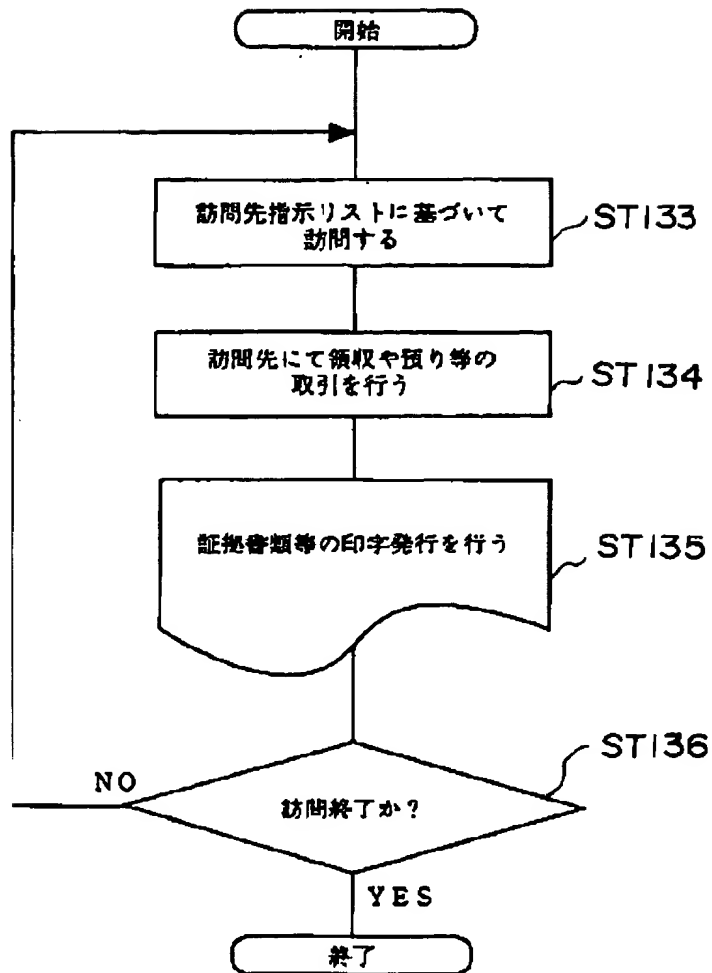 開始
訪問先指示リストに基づいて
訪問する
ST133
訪問先にて領収や預り等の
取引を行う
ST134
証拠書類等の印字発行を行う
ST135
ST136
NO
訪問終了か?
YES
終了